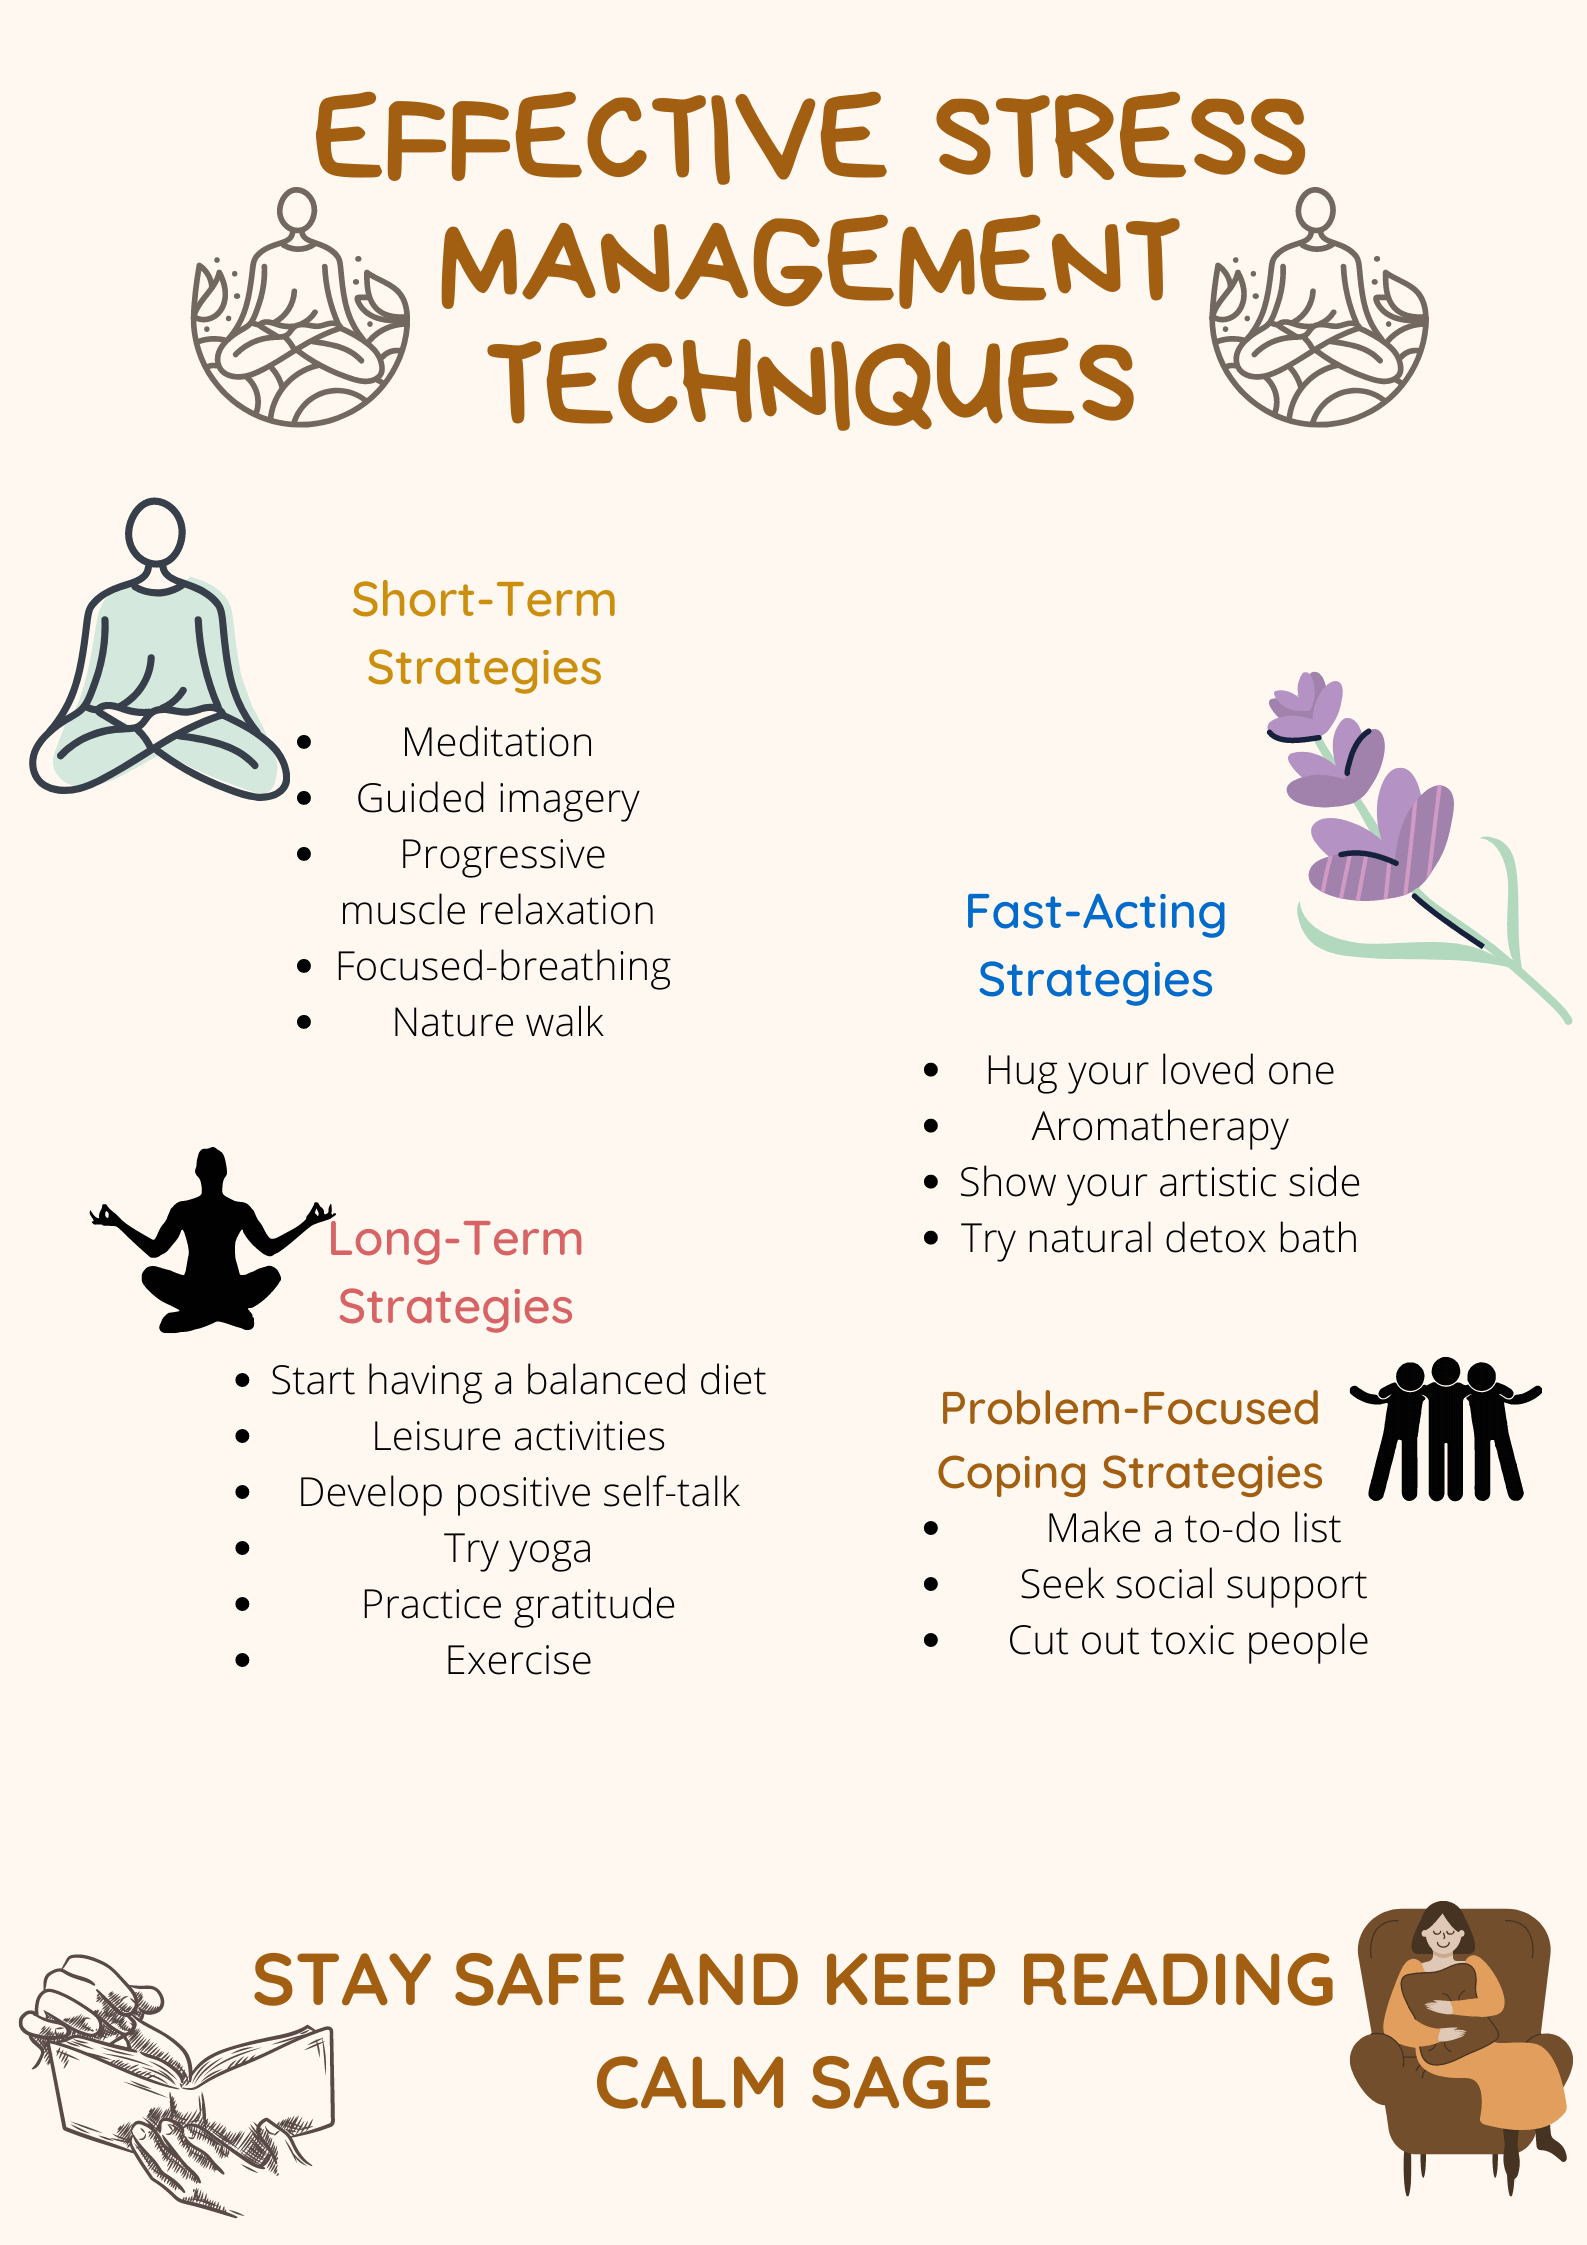 EFFECTIVE STRESS
MANAGEMENT
TECHNIQUES
Short-Term
Strategies
• Meditation
• Guided imagery
• Progressive
muscle relaxation
• Focused-breathing
• Nature walk
Fast-Acting
Strategies
• Hug your loved one
• Aromatherapy
• Show your artistic side
• Try natural detox bath
Long-Term
Strategies
• Start having a balanced diet
• Leisure activities
• Develop positive self-talk
• Try yoga
• Practice gratitude
• Exercise
Problem-Focused
Coping Strategies
• Make a to-do list
• Seek social support
• Cut out toxic people
STAY SAFE AND KEEP READING
CALM SAGE